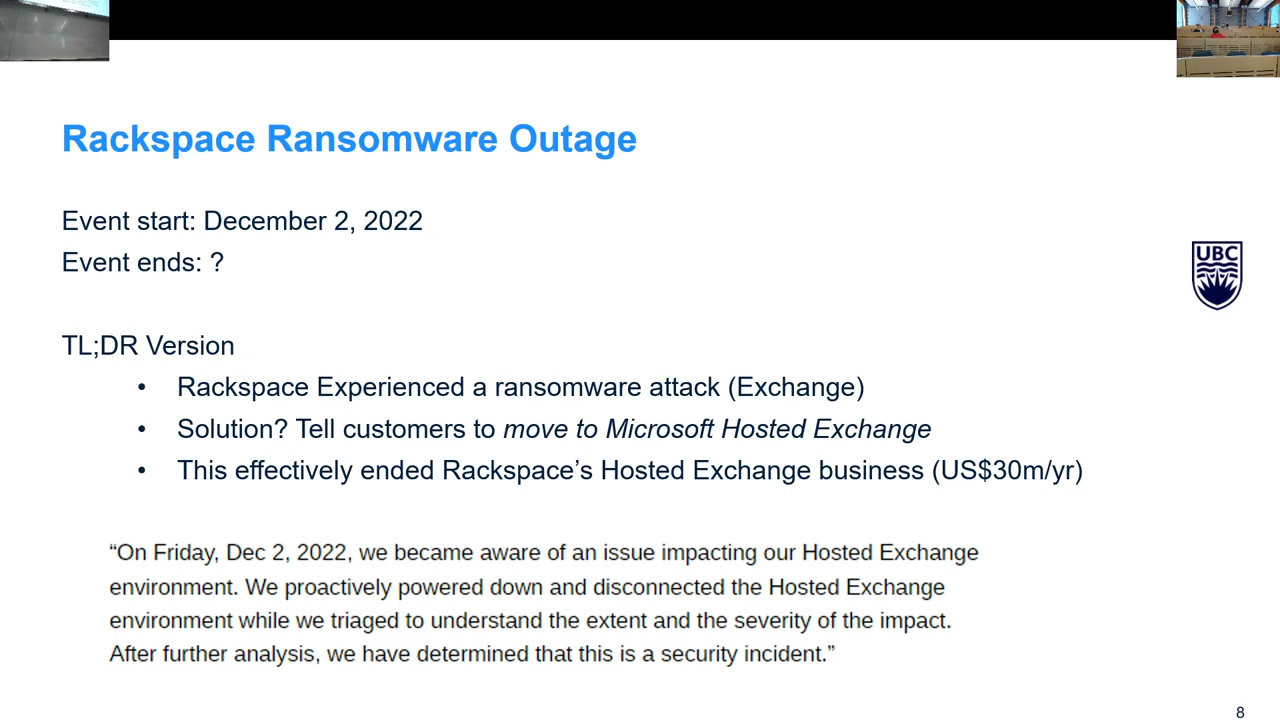 Rackspace Ransomware Outage
Event start: December 2, 2022
Event ends: ?
UBC
TL;DR Version
• Rackspace Experienced a ransomware attack (Exchange)
• Solution? Tell customers to move to Microsoft Hosted Exchange
• This effectively ended Rackspace’s Hosted Exchange business (US$30m/yr)
“On Friday, Dec 2, 2022, we became aware of an issue impacting our Hosted Exchange
environment. We proactively powered down and disconnected the Hosted Exchange
environment while we triaged to understand the extent and the severity of the impact.
After further analysis, we have determined that this is a security incident.”
8